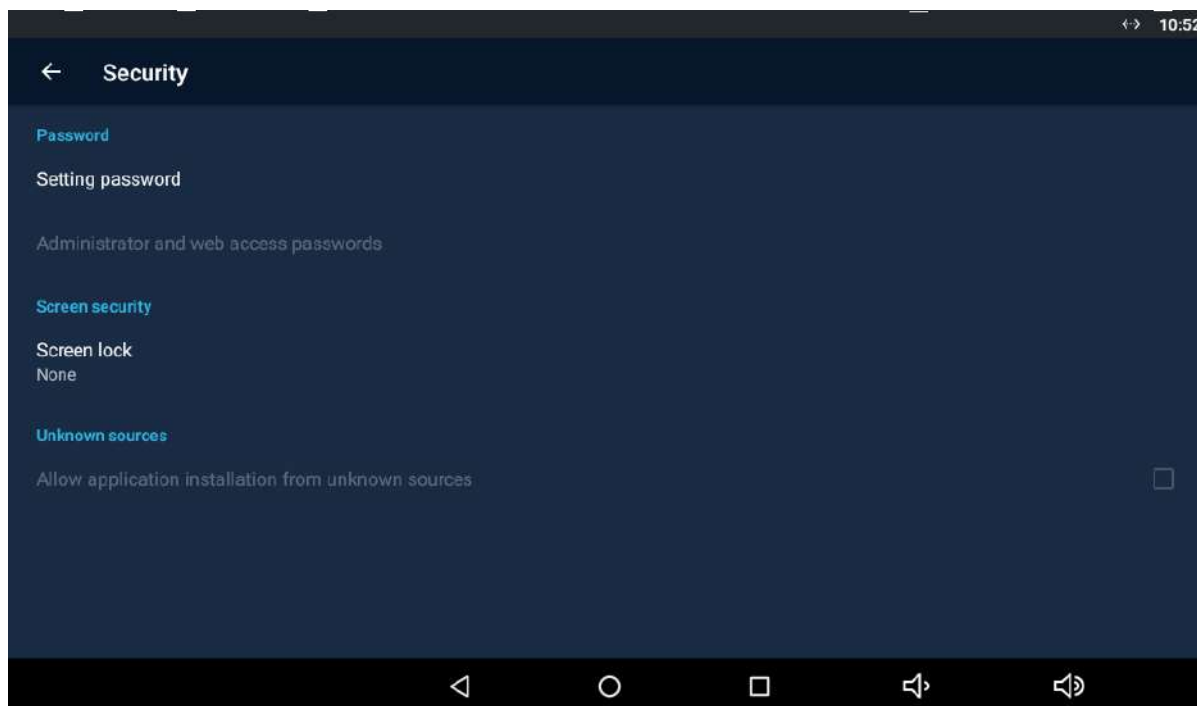 10:52
Security
Password
Setting password
Administrator and web access passwords
Screen security
Screen lock
None
Unknown sources
Allow application installation from unknown sources